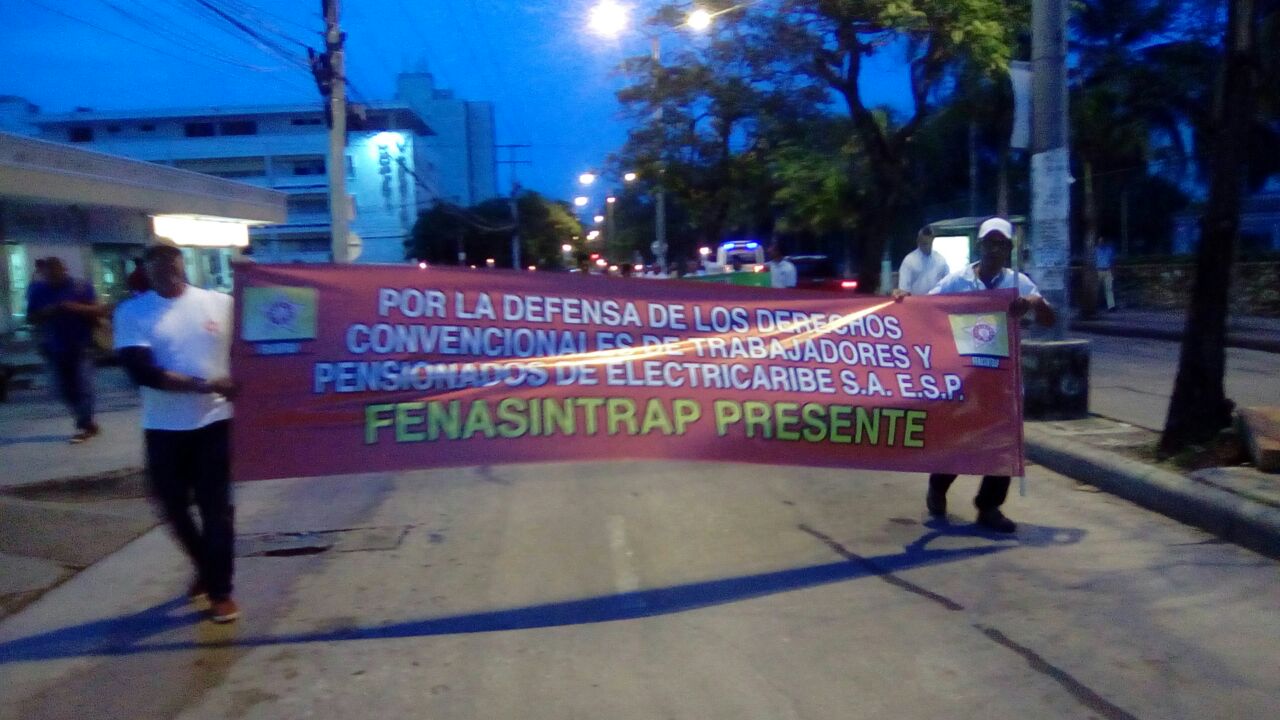 POR LA DEFENSA DE LOS DERECHOS
CONVENCIONALES DE TRABAJADORES Y
PENSIONADOS DE ELECTRICARIBE S.A. E.S.P.
FENASINTRAP PRESENTE